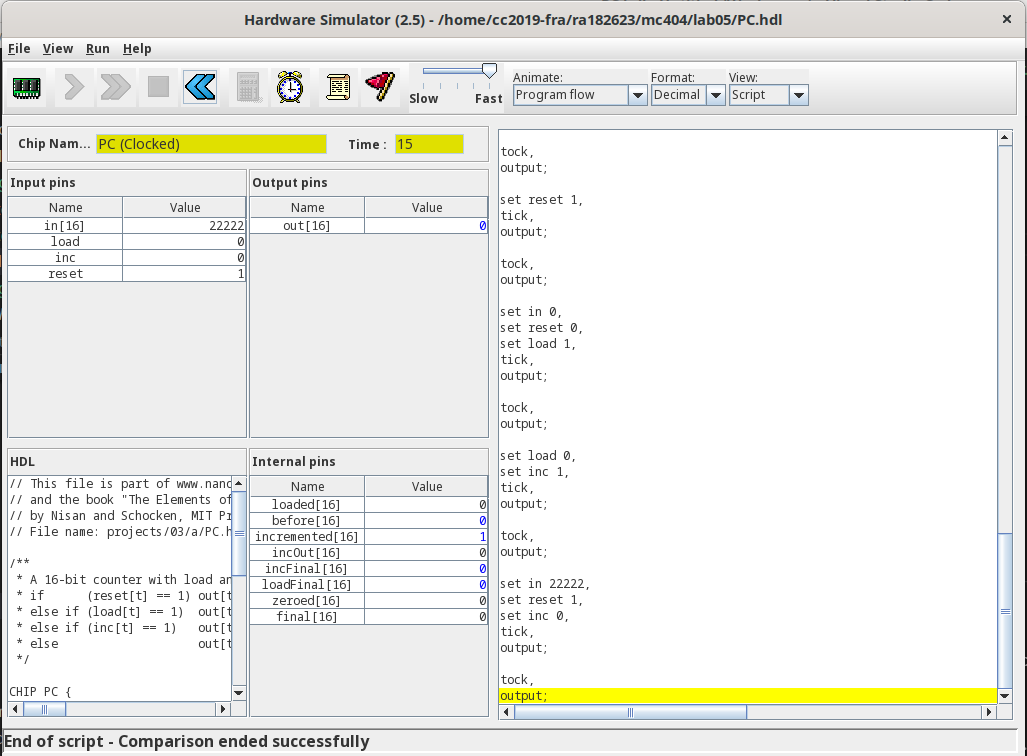 Hardware Simulator (2.5) - /home/cc2019-fra/ra182623/mc404/lab05/PC.hdl
File View Run Help
Slow Fast
Animate:
Program flow
Format:
Decimal
View:
Script
Chip Nam... PC (Clocked) Time : 15
Input pins
Name Value
in[16] 22222
load 0
inc 0
reset 1
Output pins
Name Value
out[16] 0
HDL
// This file is part of www.nand
// and the book "The Elements of
// by Nisan and Schocken, MIT Pr
// File name: projects/03/a/PC.h
/**
* A 16-bit counter with load an
* if (reset[t] == 1) out[t
* else if (load[t] == 1) out[t
* else if (inc[t] == 1) out[t
* else out[t
*/
CHIP PC {
Internal pins
Name Value
loaded[16] 0
before[16] 0
incremented[16] 1
incOut[16] 0
incFinal[16] 0
loadFinal[16] 0
zeroed[16] 0
final[16] 0
tock,
output;
set reset 1,
tick,
output;
tock,
output;
set in 0,
set reset 0,
set load 1,
tick,
output;
tock,
output;
set load 0,
set inc 1,
tick,
output;
tock,
output;
set in 22222,
set reset 1,
set inc 0,
tick,
output;
tock,
output;
End of script - Comparison ended successfully